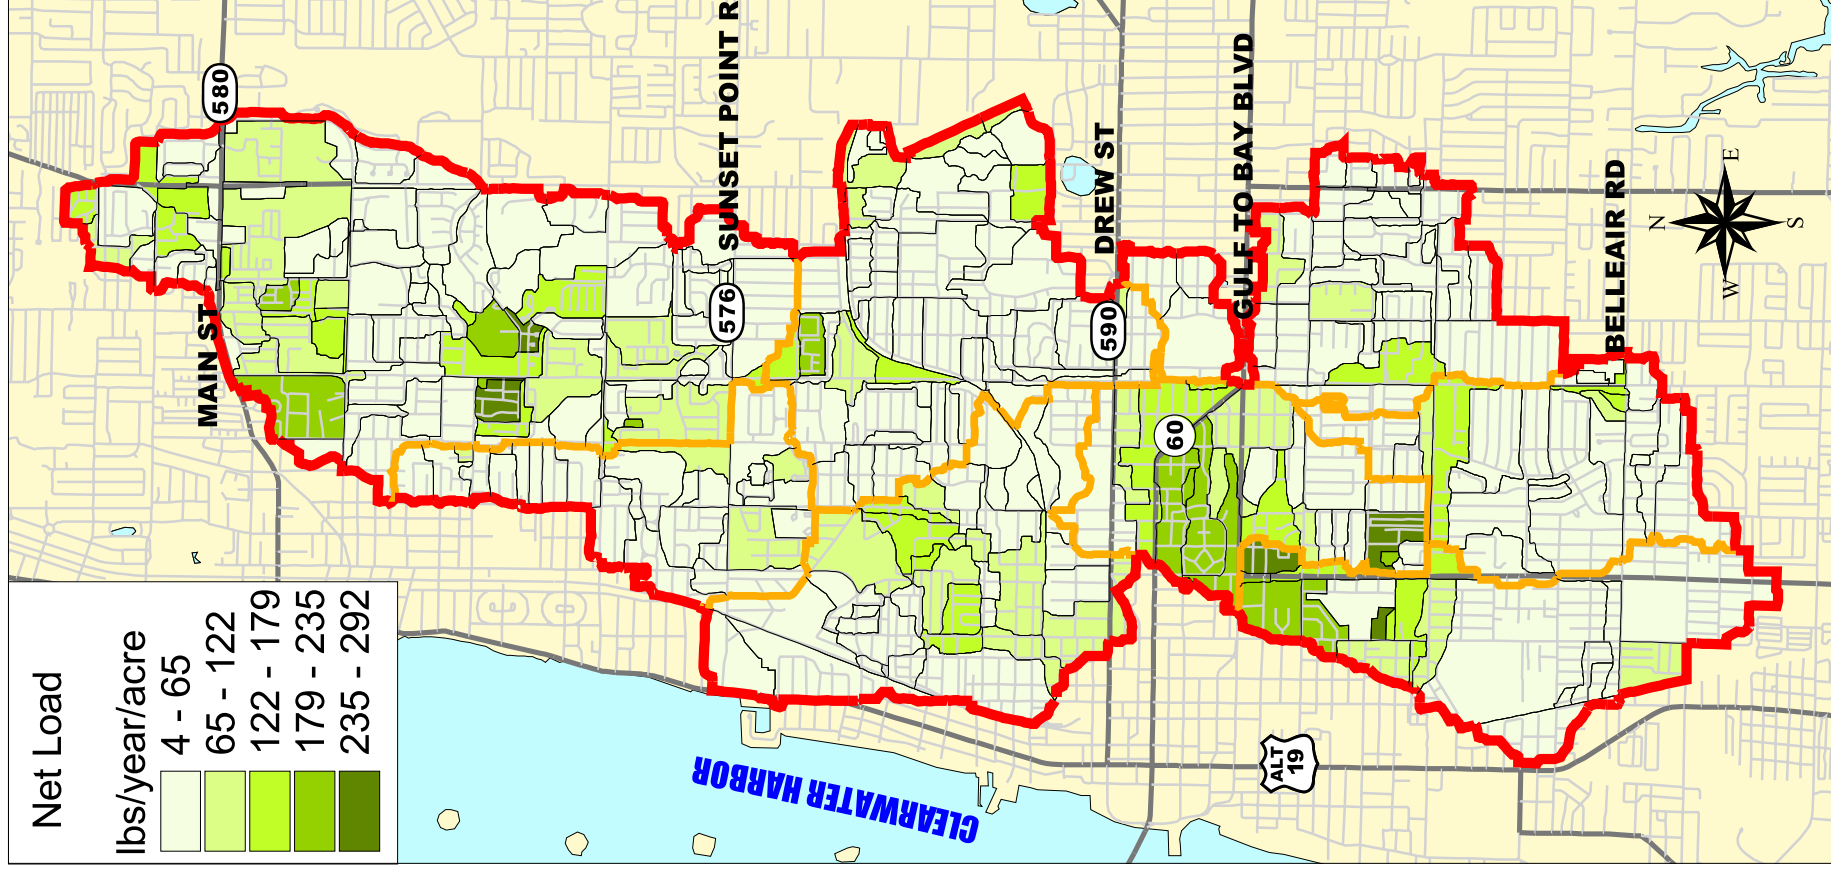 Net Load
lbs/year/acre
4 - 65
65 - 122
122 - 179
179 - 235
235 - 292
580
MAIN ST
SUNSET POINT R
576
DREW ST
590
GULF TO BAY BLVD
60
BELLEAIR RD
ALT
19
CLEARWATER HARBOR
N
E
S
W